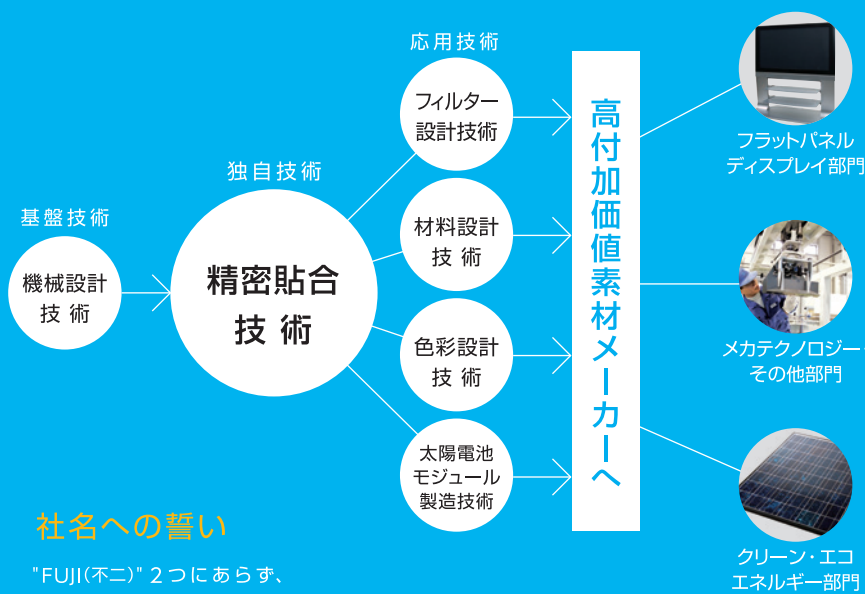 基盤技術
機械設計
技 術
独自技術
精密貼合
技 術
応用技術
フィルター
設計技術
材料設計
技 術
色彩設計
技 術
太陽電池
モジュール
製造技術
高付加価値素材メーカーへ
フラットパネル
ディスプレイ部門
メカテクノロジー・
その他部門
クリーン・エコ
エネルギー部門
社名への誓い
"FUJI(不二)" 2つにあらず、